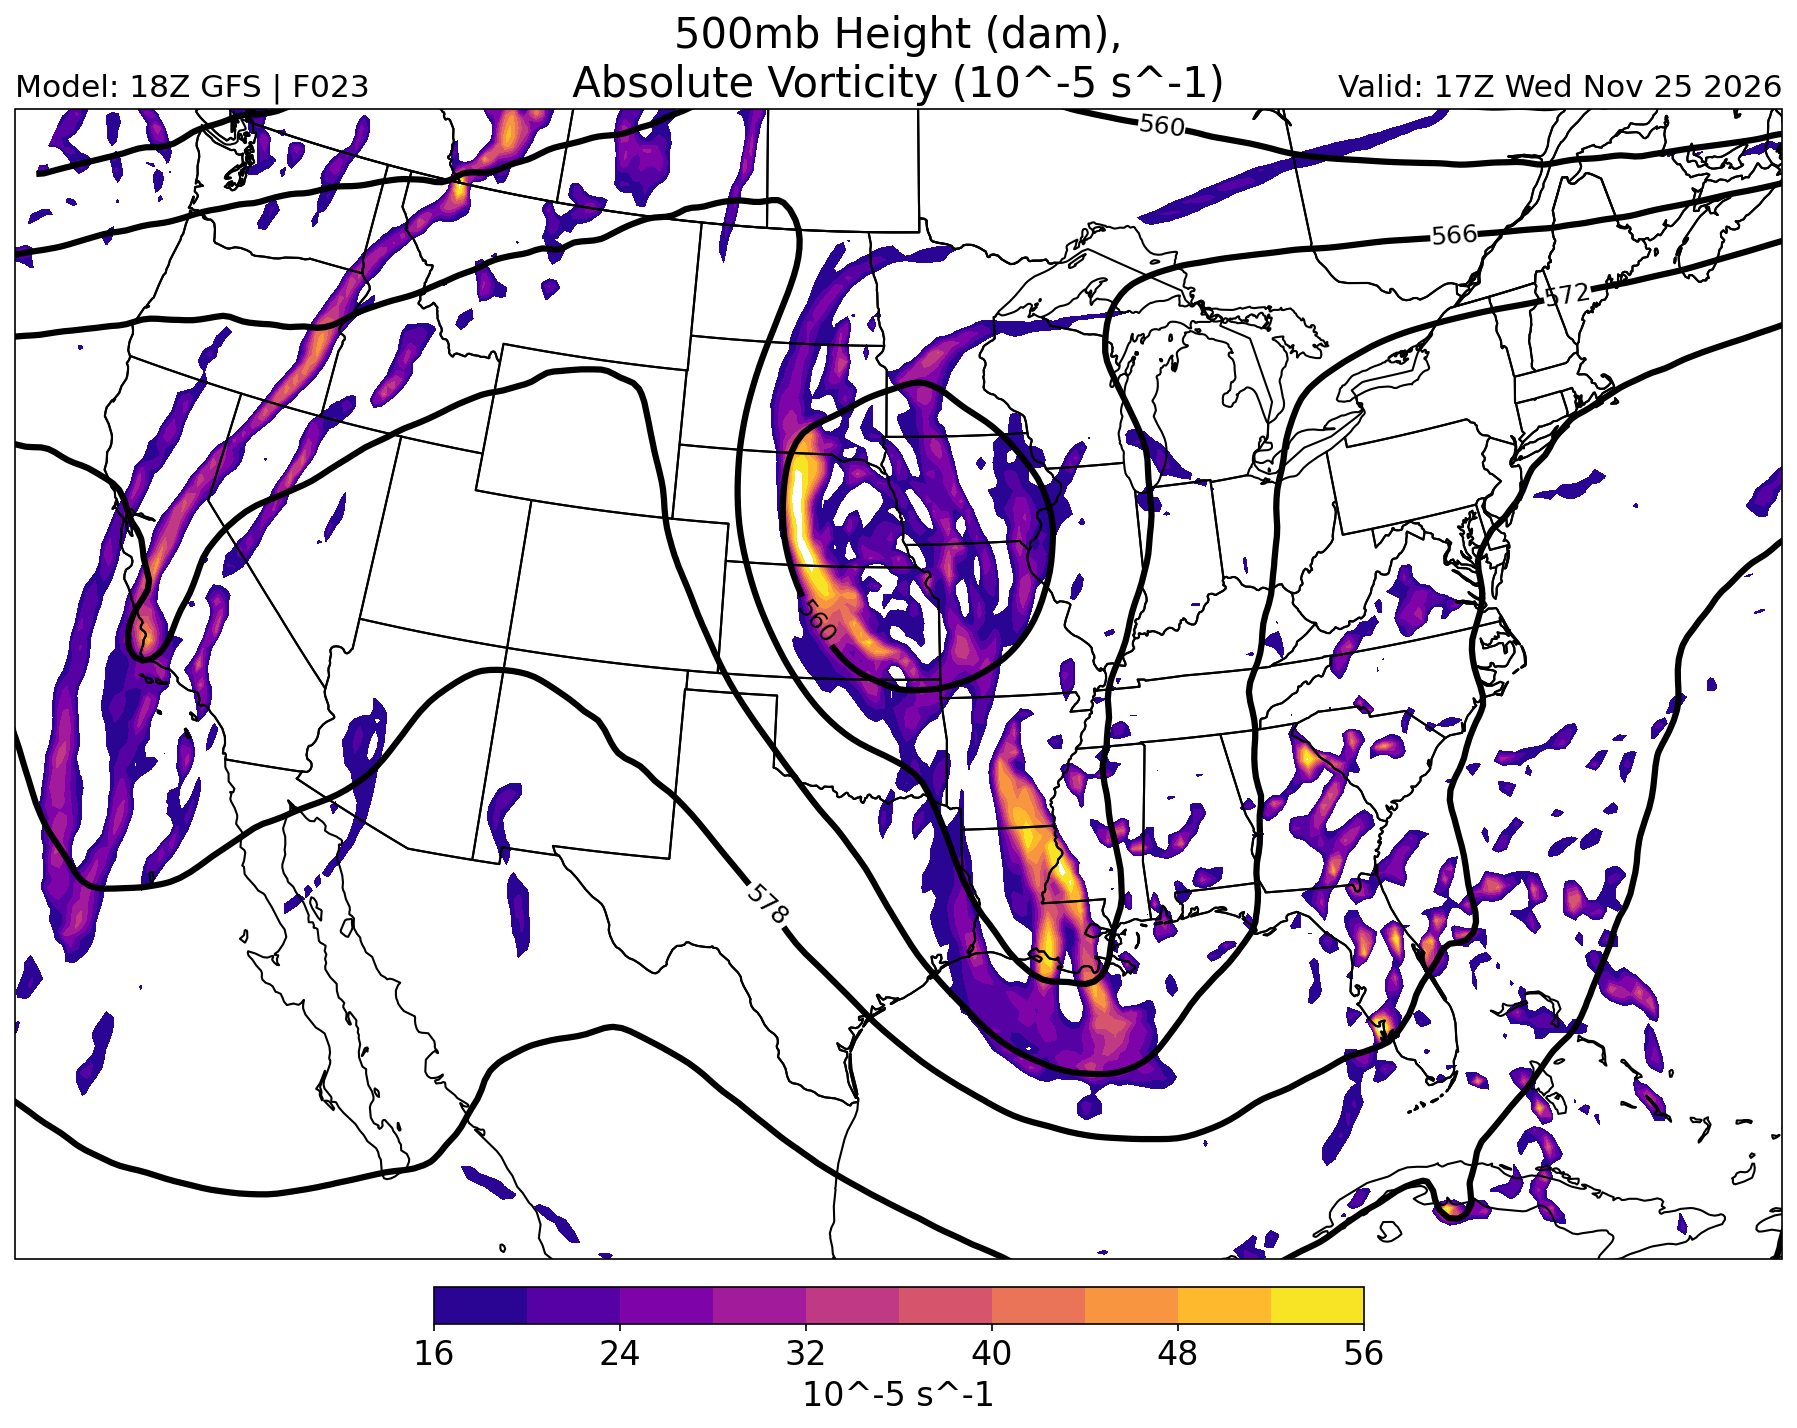 500mb Height (dam),
Model: 18Z GFS | F023
Absolute Vorticity (10^-5 s^-1)
Valid: 17Z Wed Nov 25 2026
560
566
572
560
578
16 24 32 40 48 56
10^-5 s^-1